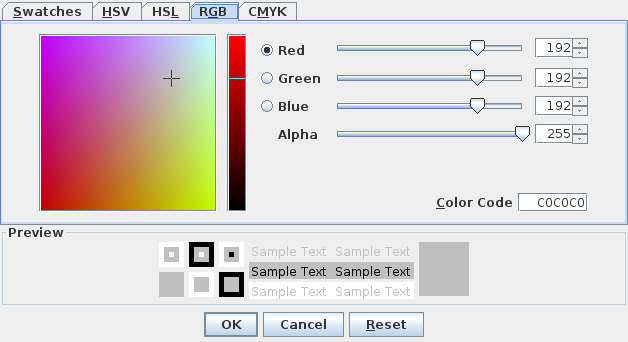 Swatches HSV HSL RGB CMYK
Red 192
Green 192
Blue 192
Alpha 255
Color Code C0C0C0
Preview
Sample Text Sample Text
Sample Text Sample Text
Sample Text Sample Text
OK Cancel Reset